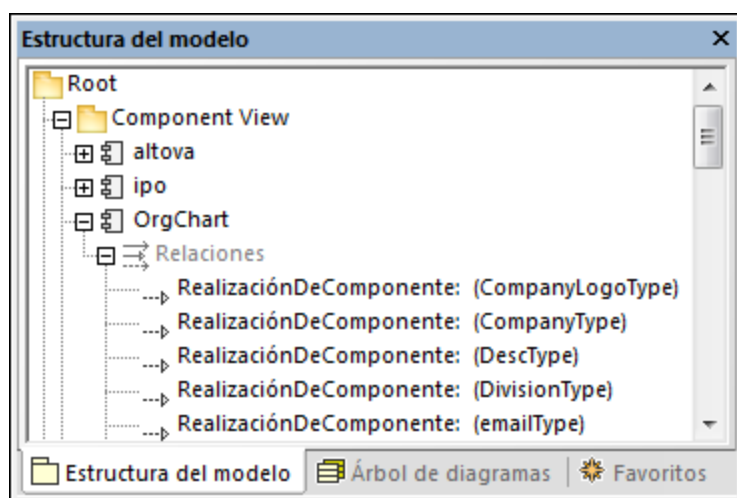 Estructura del modelo
Root
Component View
altova
ipo
OrgChart
Relaciones
RealizaciónDeComponente: (CompanyLogoType)
RealizaciónDeComponente: (CompanyType)
RealizaciónDeComponente: (DescType)
RealizaciónDeComponente: (DivisionType)
RealizaciónDeComponente: (emailType)
Estructura del modelo Árbol de diagramas Favoritos